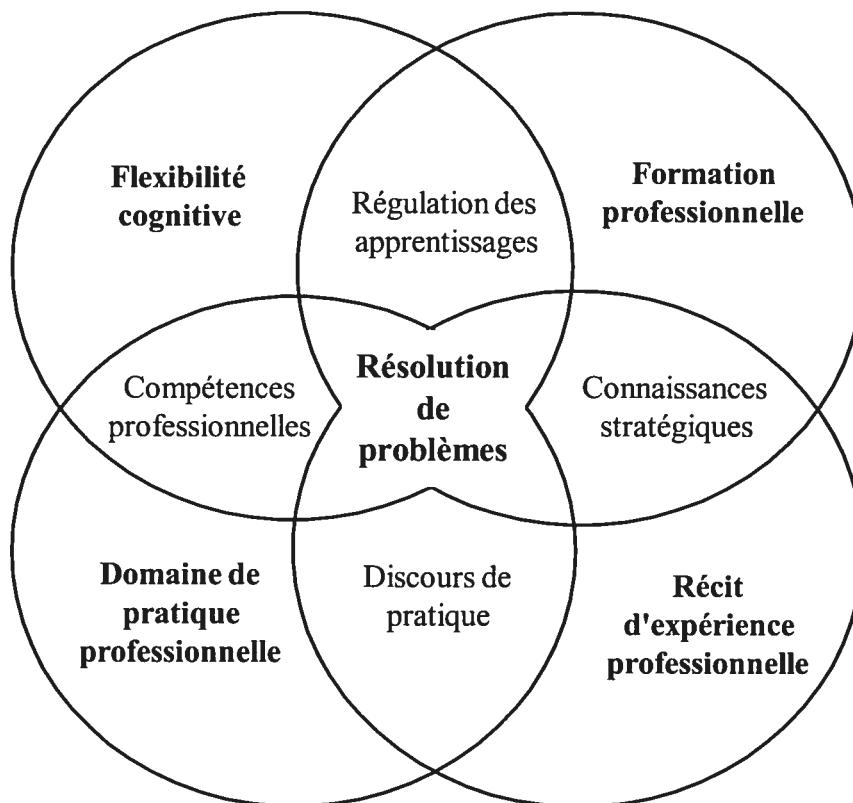 Flexibilité
cognitive
Régulation des
apprentissages
Formation
professionnelle
Compétences
professionnelles
Résolution
de
problèmes
Connaissances
stratégiques
Domaine de
pratique
professionnelle
Discours de
pratique
Récit
d'expérience
professionnelle